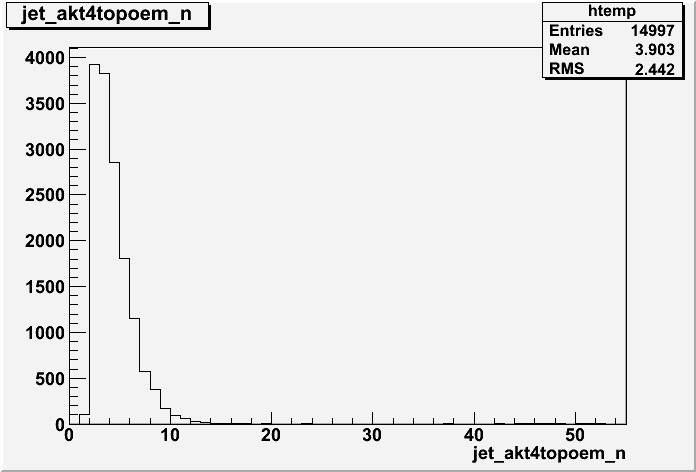 jet_akt4topoem_n
htemp
Entries 14997
Mean 3.903
RMS 2.442
4000
3500
3000
2500
2000
1500
1000
500
0
0 10 20 30 40 50
jet_akt4topoem_n